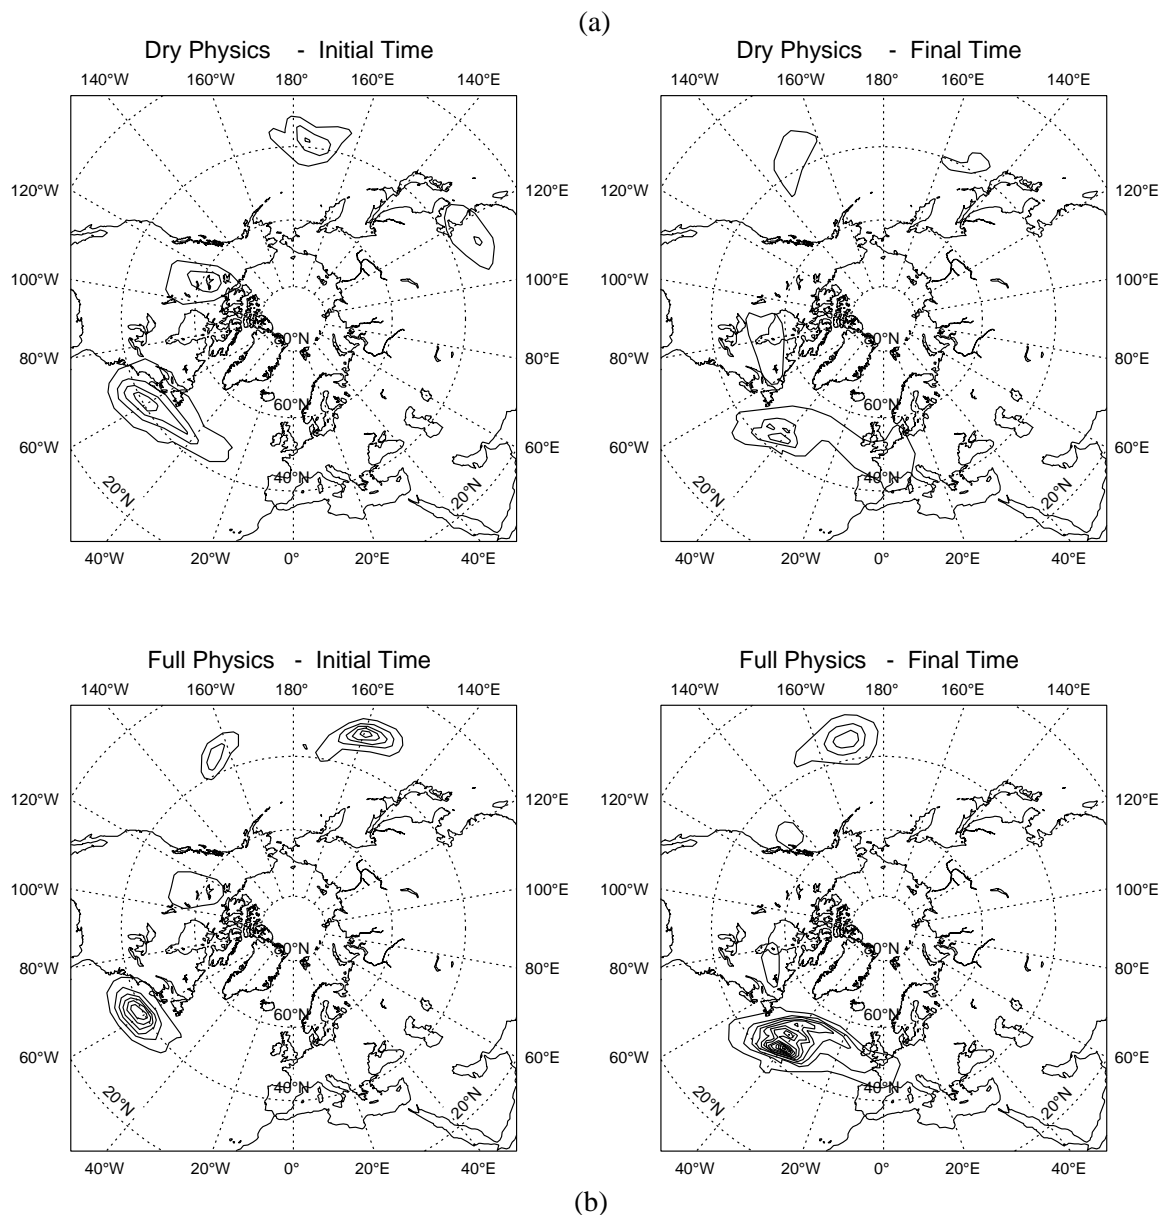 (a)
Dry Physics - Initial Time
Dry Physics - Final Time
140°W 160°W 180° 160°E 140°E
140°W 160°W 180° 160°E 140°E
120°W 120°E
120°W 120°E
100°W 100°E
100°W 100°E
80°N
80°N
80°W 80°E
80°W 80°E
60°N
60°N
60°W 60°E
60°W 60°E
40°N
40°N
20°N 20°N
20°N 20°N
40°W 20°W 0° 20°E 40°E
40°W 20°W 0° 20°E 40°E
Full Physics - Initial Time
Full Physics - Final Time
140°W 160°W 180° 160°E 140°E
140°W 160°W 180° 160°E 140°E
120°W 120°E
120°W 120°E
100°W 100°E
100°W 100°E
80°N
80°N
80°W 80°E
80°W 80°E
60°N
60°N
60°W 60°E
60°W 60°E
40°N
40°N
20°N 20°N
20°N 20°N
40°W 20°W 0° 20°E 40°E
40°W 20°W 0° 20°E 40°E
(b)